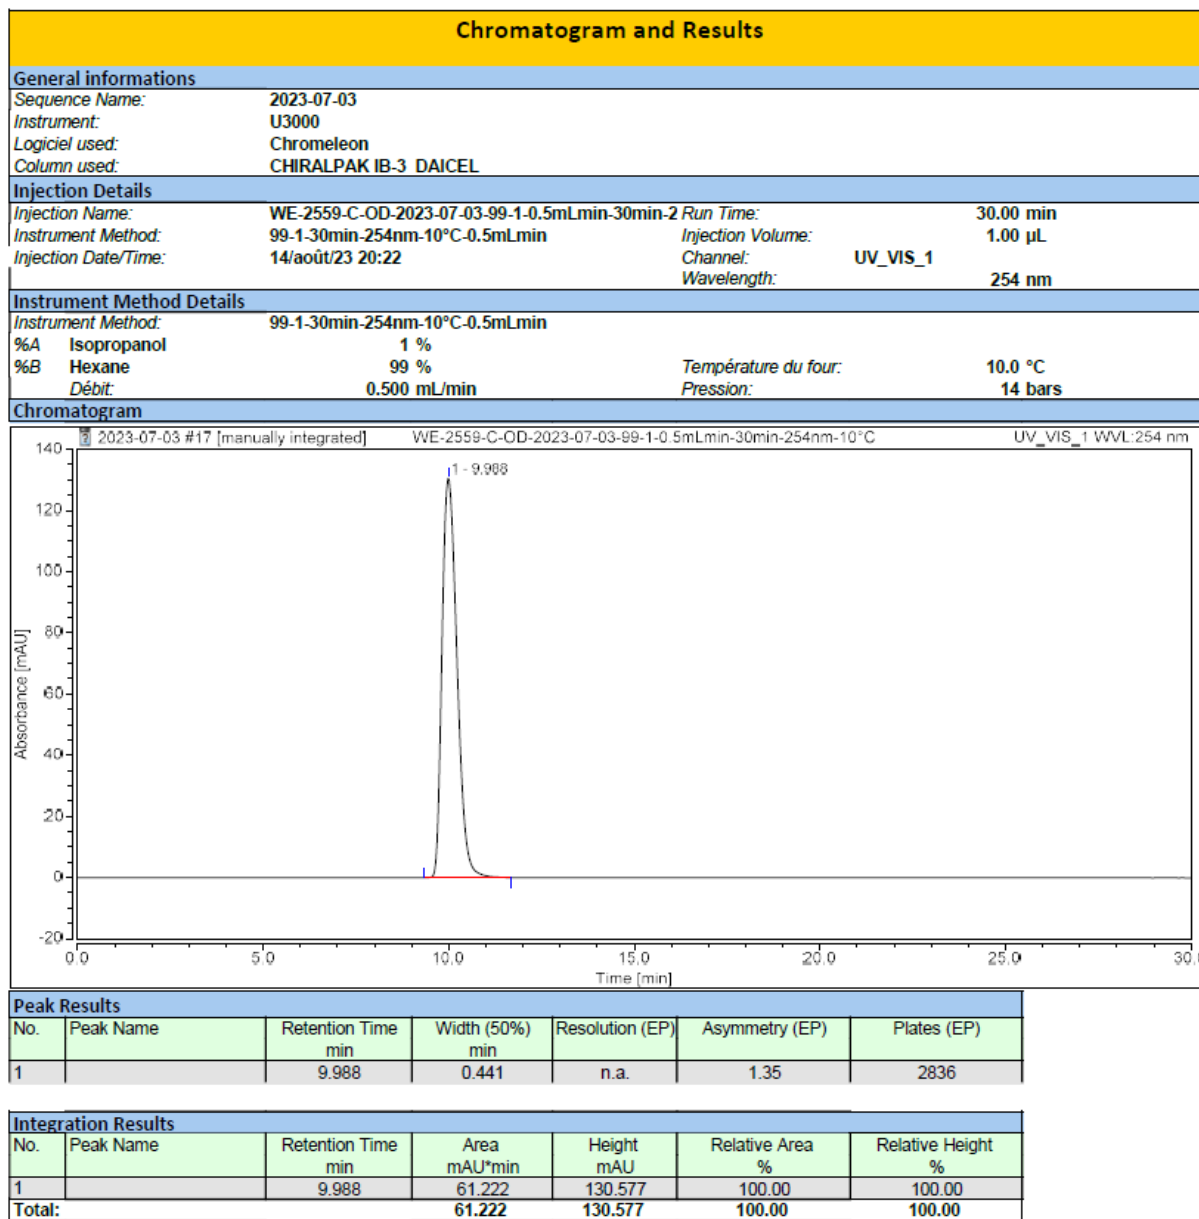 Chromatogram and Results
General informations
Sequence Name: 2023-07-03
Instrument: U3000
Logiciel used: Chromeleon
Column used: CHIRALPAK IB-3 DAICEL
Injection Details
Injection Name: WE-2559-C-OD-2023-07-03-99-1-0.5mLmin-30min-2 Run Time: 30.00 min
Instrument Method: 99-1-30min-254nm-10°C-0.5mLmin Injection Volume: 1.00 µL
Injection Date/Time: 14/août/23 20:22 Channel: UV_VIS_1
Wavelength: 254 nm
Instrument Method Details
Instrument Method: 99-1-30min-254nm-10°C-0.5mLmin
%A Isopropanol 1 %
%B Hexane 99 % Température du four: 10.0 °C
Débit: 0.500 mL/min Pression: 14 bars
Chromatogram
2023-07-03 #17 [manually integrated] WE-2559-C-OD-2023-07-03-99-1-0.5mLmin-30min-254nm-10°C UV_VIS_1 WVL:254 nm
140
1 - 9.988
120
100
80
60
40
20
0
-20
Absorbance [mAU]
0.0 5.0 10.0 15.0 20.0 25.0 30.
Time [min]
Peak Results
No. Peak Name Retention Time Width (50%) Resolution (EP) Asymmetry (EP) Plates (EP)
min min
1 9.988 0.441 n.a. 1.35 2836
Integration Results
No. Peak Name Retention Time Area Height Relative Area Relative Height
min mAU*min mAU % %
1 9.988 61.222 130.577 100.00 100.00
Total: 61.222 130.577 100.00 100.00